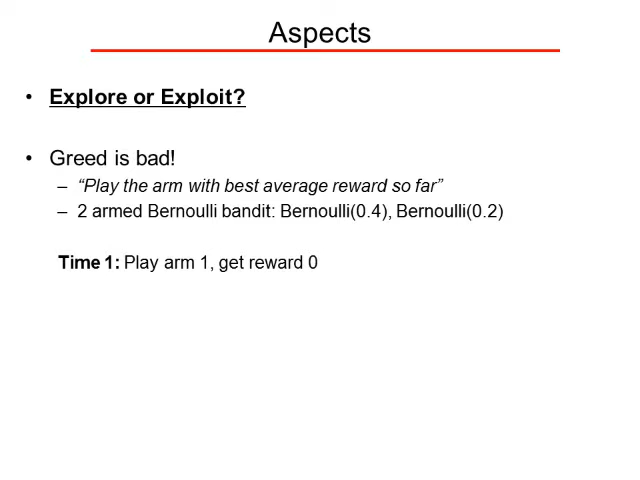 Aspects
• Explore or Exploit?
• Greed is bad!
– “Play the arm with best average reward so far”
– 2 armed Bernoulli bandit: Bernoulli(0.4), Bernoulli(0.2)
Time 1: Play arm 1, get reward 0